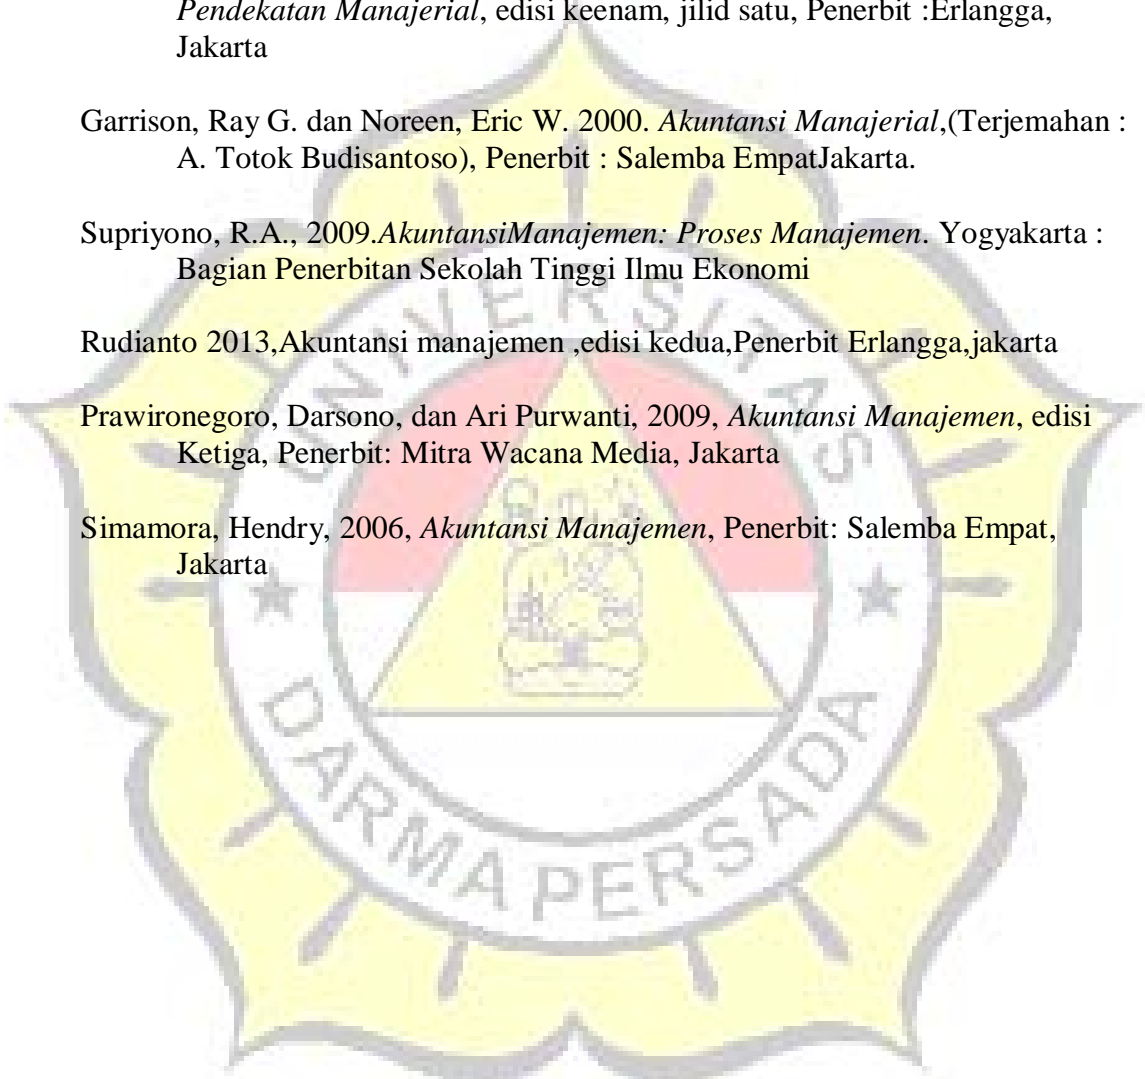 Pendekatan Manajerial, edisi keenam, jilid satu, Penerbit :Erlangga,
Jakarta
Garrison, Ray G. dan Noreen, Eric W. 2000. Akuntansi Manajerial,(Terjemahan :
A. Totok Budisantoso), Penerbit : Salemba EmpatJakarta.
Supriyono, R.A., 2009.AkuntansiManajemen: Proses Manajemen. Yogyakarta :
Bagian Penerbitan Sekolah Tinggi Ilmu Ekonomi
Rudianto 2013,Akuntansi manajemen ,edisi kedua,Penerbit Erlangga,jakarta
Prawironegoro, Darsono, dan Ari Purwanti, 2009, Akuntansi Manajemen, edisi
Ketiga, Penerbit: Mitra Wacana Media, Jakarta
Simamora, Hendry, 2006, Akuntansi Manajemen, Penerbit: Salemba Empat,
Jakarta
UNIVERSITAS
DARMA PERSADA